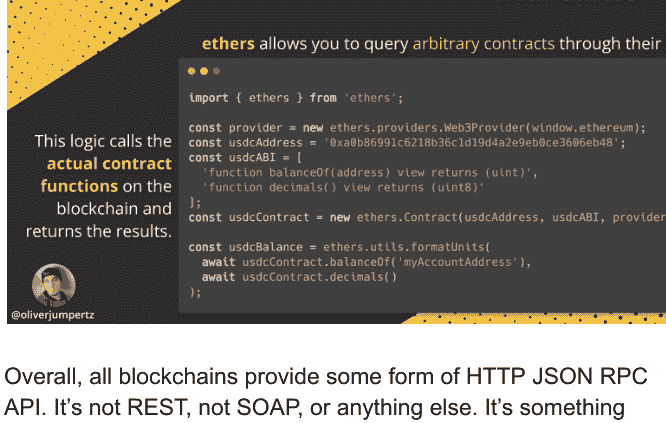 ethers allows you to query arbitrary contracts through their
import { ethers } from 'ethers';
const provider = new ethers.providers.Web3Provider(window.ethereum);
const usdcAddress = '0xa0b86991c6218b36c1d19d4a2e9eb0ce3606eb48';
const usdcABI = [
'function balanceOf(address) view returns (uint)',
'function decimals() view returns (uint8)'
];
const usdcContract = new ethers.Contract(usdcAddress, usdcABI, provider
const usdcBalance = ethers.utils.formatUnits(
await usdcContract.balanceOf('myAccountAddress'),
await usdcContract.decimals()
);
This logic calls the
actual contract
functions on the
blockchain and
returns the results.
@oliverjumpertz
Overall, all blockchains provide some form of HTTP JSON RPC
API. It’s not REST, not SOAP, or anything else. It’s something